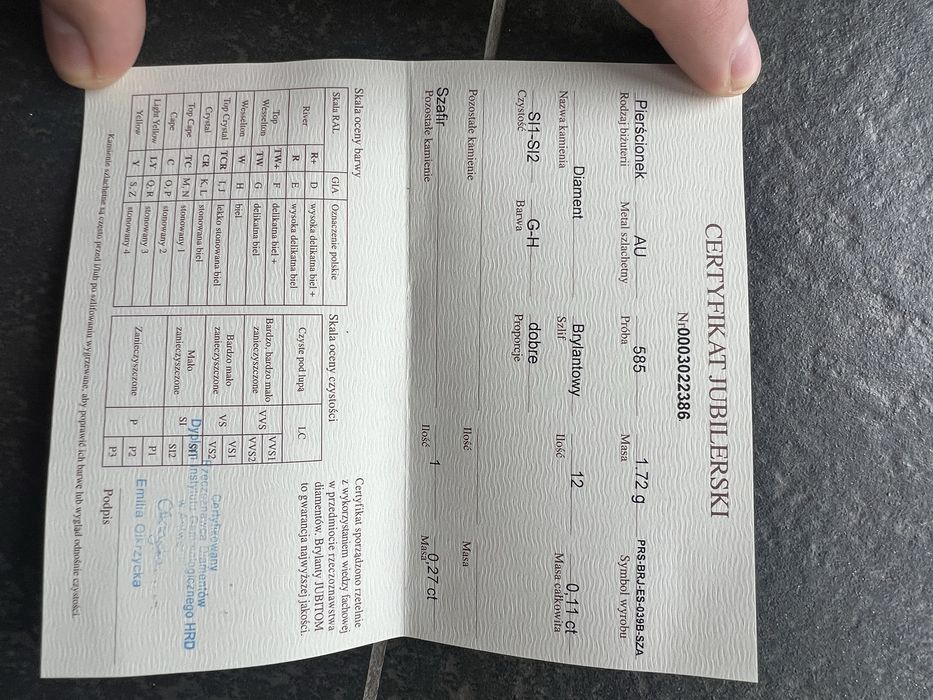 CERTYFIKAT JUBILERSKI
Nr0003022386.
Pierścionek AU 585 1.72 g PRS-BRJ-ES-039B-SZA
Rodzaj biżuterii Metal szlachetny Próba Masa Symbol wyrobu
Diament Brylantowy 12 0,11 ct
Nazwa kamienia Szlif Ilość Masa całkowita
SI1-SI2 G-H dobre
Czystość Barwa Proporcje
Pozostałe kamienie Ilość Masa
Szafir 1 0,27 ct
Pozostałe kamienie Ilość Masa
Skala oceny barwy
Skala RAL GIA Oznaczenie polskie
River R+ D wysoka delikatna biel +
R E wysoka delikatna biel
Top Wesselton TW+ F delikatna biel +
TW G delikatna biel
Wesselton W H biel
Top Crystal TCR I, J lekko stonowana biel
Crystal CR K, L stonowana biel
Top Cape TC M, N stonowany 1
Cape C O, P stonowany 2
Light Yellow LY Q, R stonowany 3
Yellow Y S, Z stonowany 4
Skala oceny czystości
Czyste pod lupą LC
Bardzo, bardzo mało zanieczyszczone VVS VVS1
VVS2
Bardzo mało zanieczyszczone VS VS1
VS2
Mało zanieczyszczone SI SI1
SI2
Zanieczyszczone P P1
P2
P3
Certyfikat sporządzono rzetelnie
z wykorzystaniem wiedzy fachowej
w przedmiocie rzeczoznawstwa
diamentów. Brylanty JUBITOM
to gwarancja najwyższej jakości.
Certyfikowany
Rzeczoznawca Diamentów
Dyplom Instytutu Gemmologicznego HRD
Emilia
Podpis
Kamienie szlachetne są często przed i/lub po szlifowaniu wygrzewane, aby poprawić ich barwę lub wygląd odnośnie czystości.